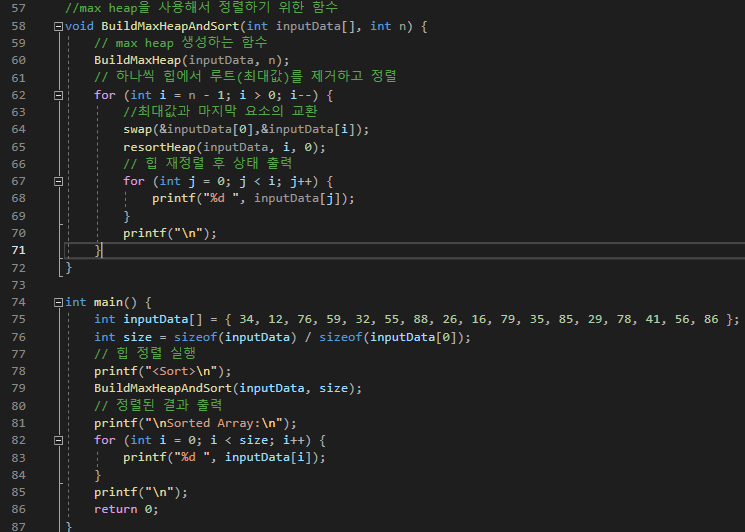 57 //max heap을 사용해서 정렬하기 위한 함수
58 void BuildMaxHeapAndSort(int inputData[], int n) {
59 // max heap 생성하는 함수
60 BuildMaxHeap(inputData, n);
61 // 하나씩 힙에서 루트(최대값)를 제거하고 정렬
62 for (int i = n - 1; i > 0; i--) {
63 //최대값과 마지막 요소의 교환
64 swap(&inputData[0],&inputData[i]);
65 resortHeap(inputData, i, 0);
66 // 힙 재정렬 후 상태 출력
67 for (int j = 0; j < i; j++) {
68 printf("%d ", inputData[j]);
69 }
70 printf("\n");
71 }
72 }
73
74 int main() {
75 int inputData[] = { 34, 12, 76, 59, 32, 55, 88, 26, 16, 79, 35, 85, 29, 78, 41, 56, 86 };
76 int size = sizeof(inputData) / sizeof(inputData[0]);
77 // 힙 정렬 실행
78 printf("<Sort>\n");
79 BuildMaxHeapAndSort(inputData, size);
80 // 정렬된 결과 출력
81 printf("\nSorted Array:\n");
82 for (int i = 0; i < size; i++) {
83 printf("%d ", inputData[i]);
84 }
85 printf("\n");
86 return 0;
87 }